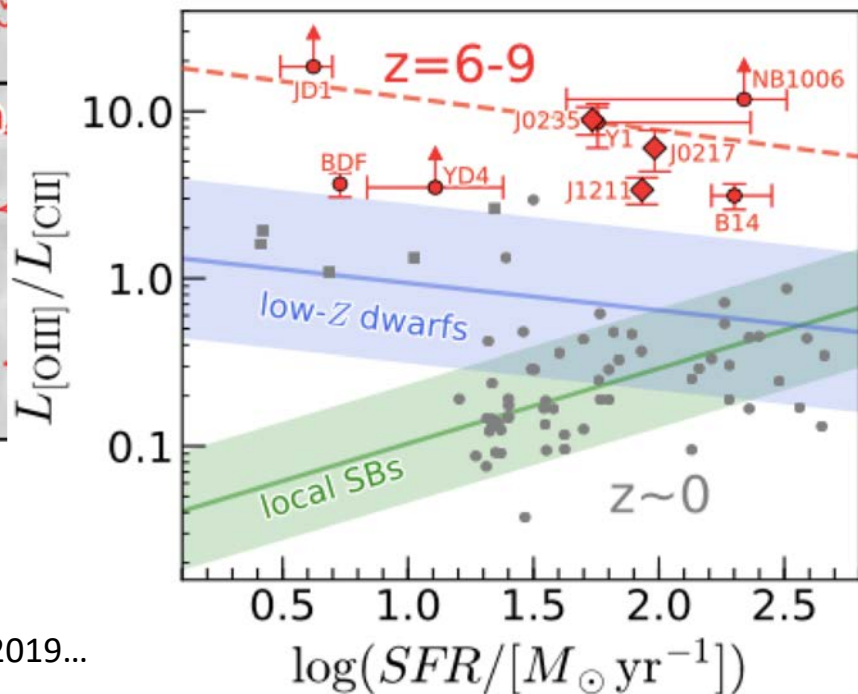 z=6-9
JD1
NB1006
J0235
Y1
J0217
BDF
YD4
J1211
B14
low-Z dwarfs
local SBs
z~0
10.0
1.0
0.1
L[OIII]/L[CII]
0.5 1.0 1.5 2.0 2.5
log(SFR/[M⊙ yr⁻¹])
2019...